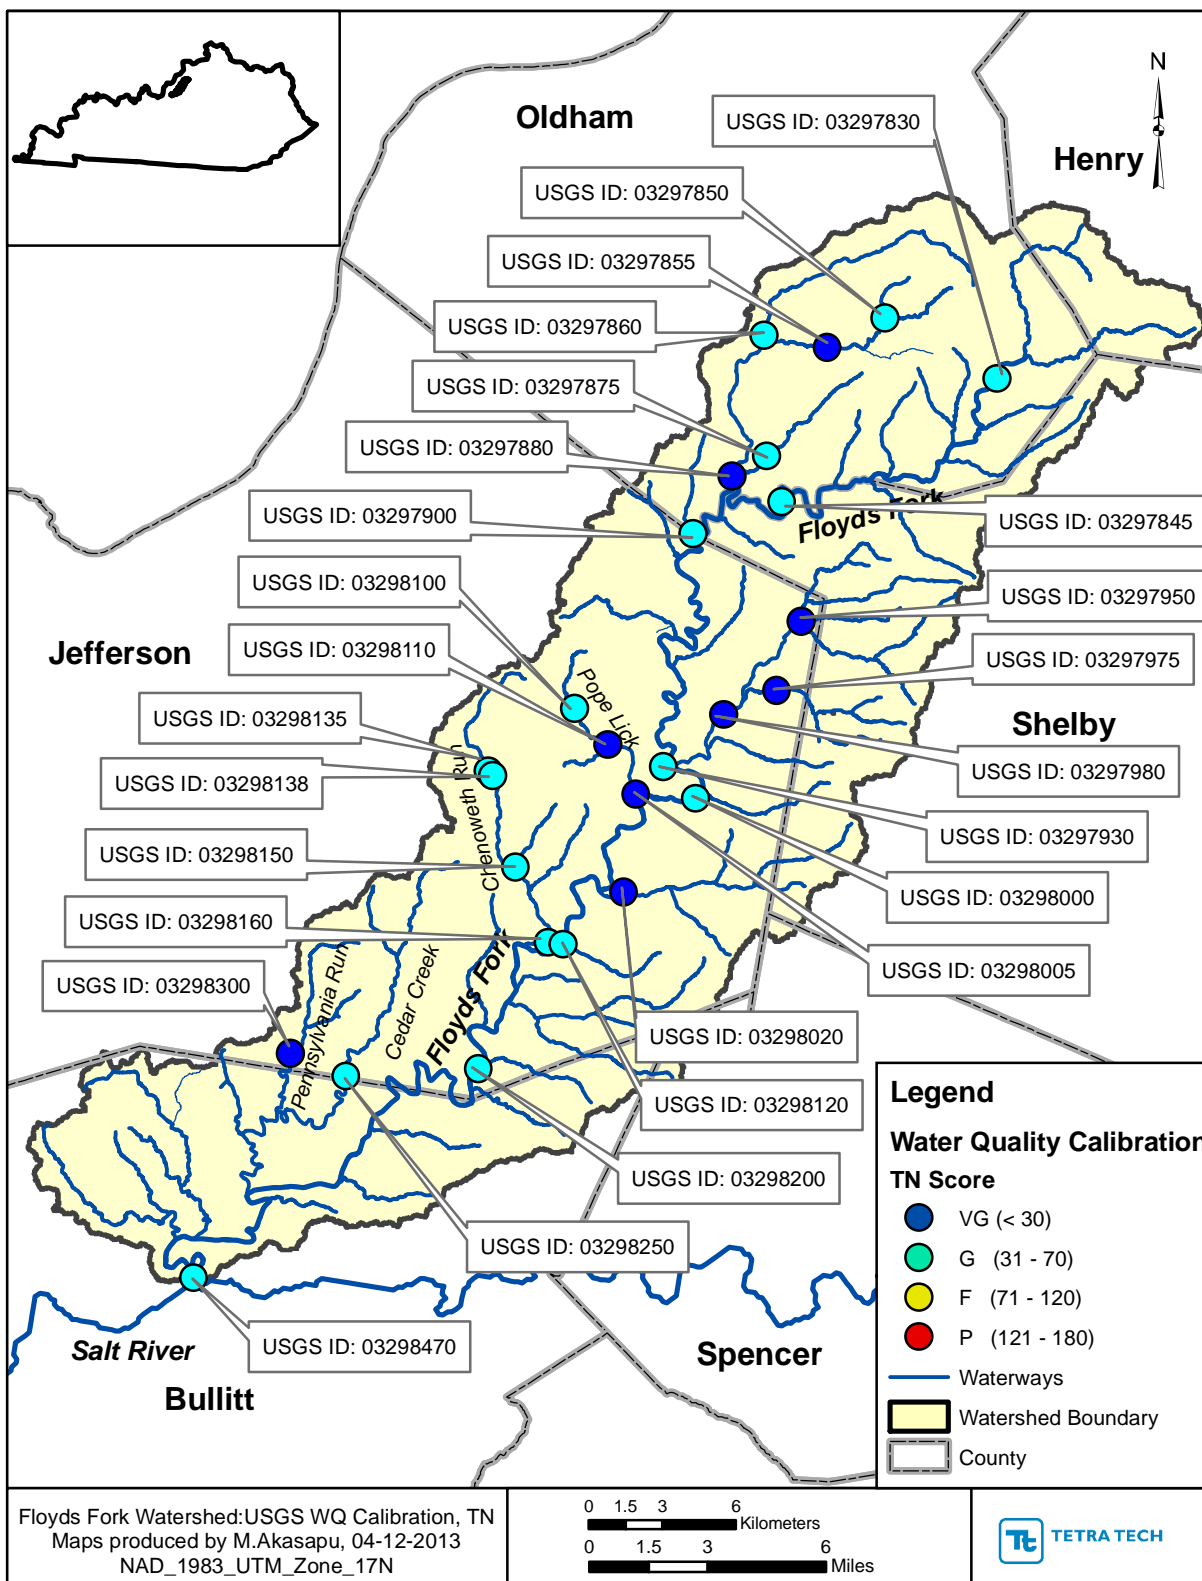 N
Oldham
Henry
USGS ID: 03297830
USGS ID: 03297850
USGS ID: 03297855
USGS ID: 03297860
USGS ID: 03297875
USGS ID: 03297880
USGS ID: 03297900
Floyds Fork
USGS ID: 03297845
USGS ID: 03298100
USGS ID: 03297950
Jefferson
USGS ID: 03298110
USGS ID: 03297975
Pope Lick
USGS ID: 03298135
Shelby
USGS ID: 03298138
Chenoweth Run
USGS ID: 03297980
USGS ID: 03297930
USGS ID: 03298150
USGS ID: 03298000
USGS ID: 03298160
USGS ID: 03298005
USGS ID: 03298300
Pennsylvania Run
Cedar Creek
Floyds Fork
USGS ID: 03298020
USGS ID: 03298120
USGS ID: 03298200
USGS ID: 03298250
USGS ID: 03298470
Salt River
Bullitt
Spencer
Legend
Water Quality Calibration
TN Score
VG (< 30)
G (31 - 70)
F (71 - 120)
P (121 - 180)
Waterways
Watershed Boundary
County
Floyds Fork Watershed:USGS WQ Calibration, TN
Maps produced by M.Akasapu, 04-12-2013
NAD_1983_UTM_Zone_17N
0 1.5 3 6
Kilometers
0 1.5 3 6
Miles
Tt TETRA TECH